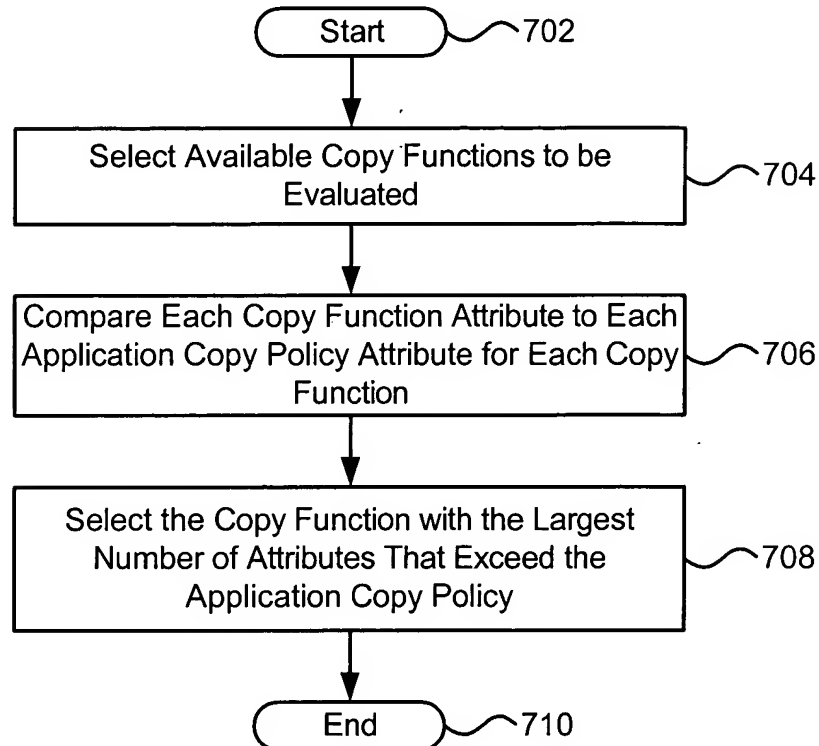 Start
702
Select Available Copy Functions to be
Evaluated
704
Compare Each Copy Function Attribute to Each
Application Copy Policy Attribute for Each Copy
Function
706
Select the Copy Function with the Largest
Number of Attributes That Exceed the
Application Copy Policy
708
End
710